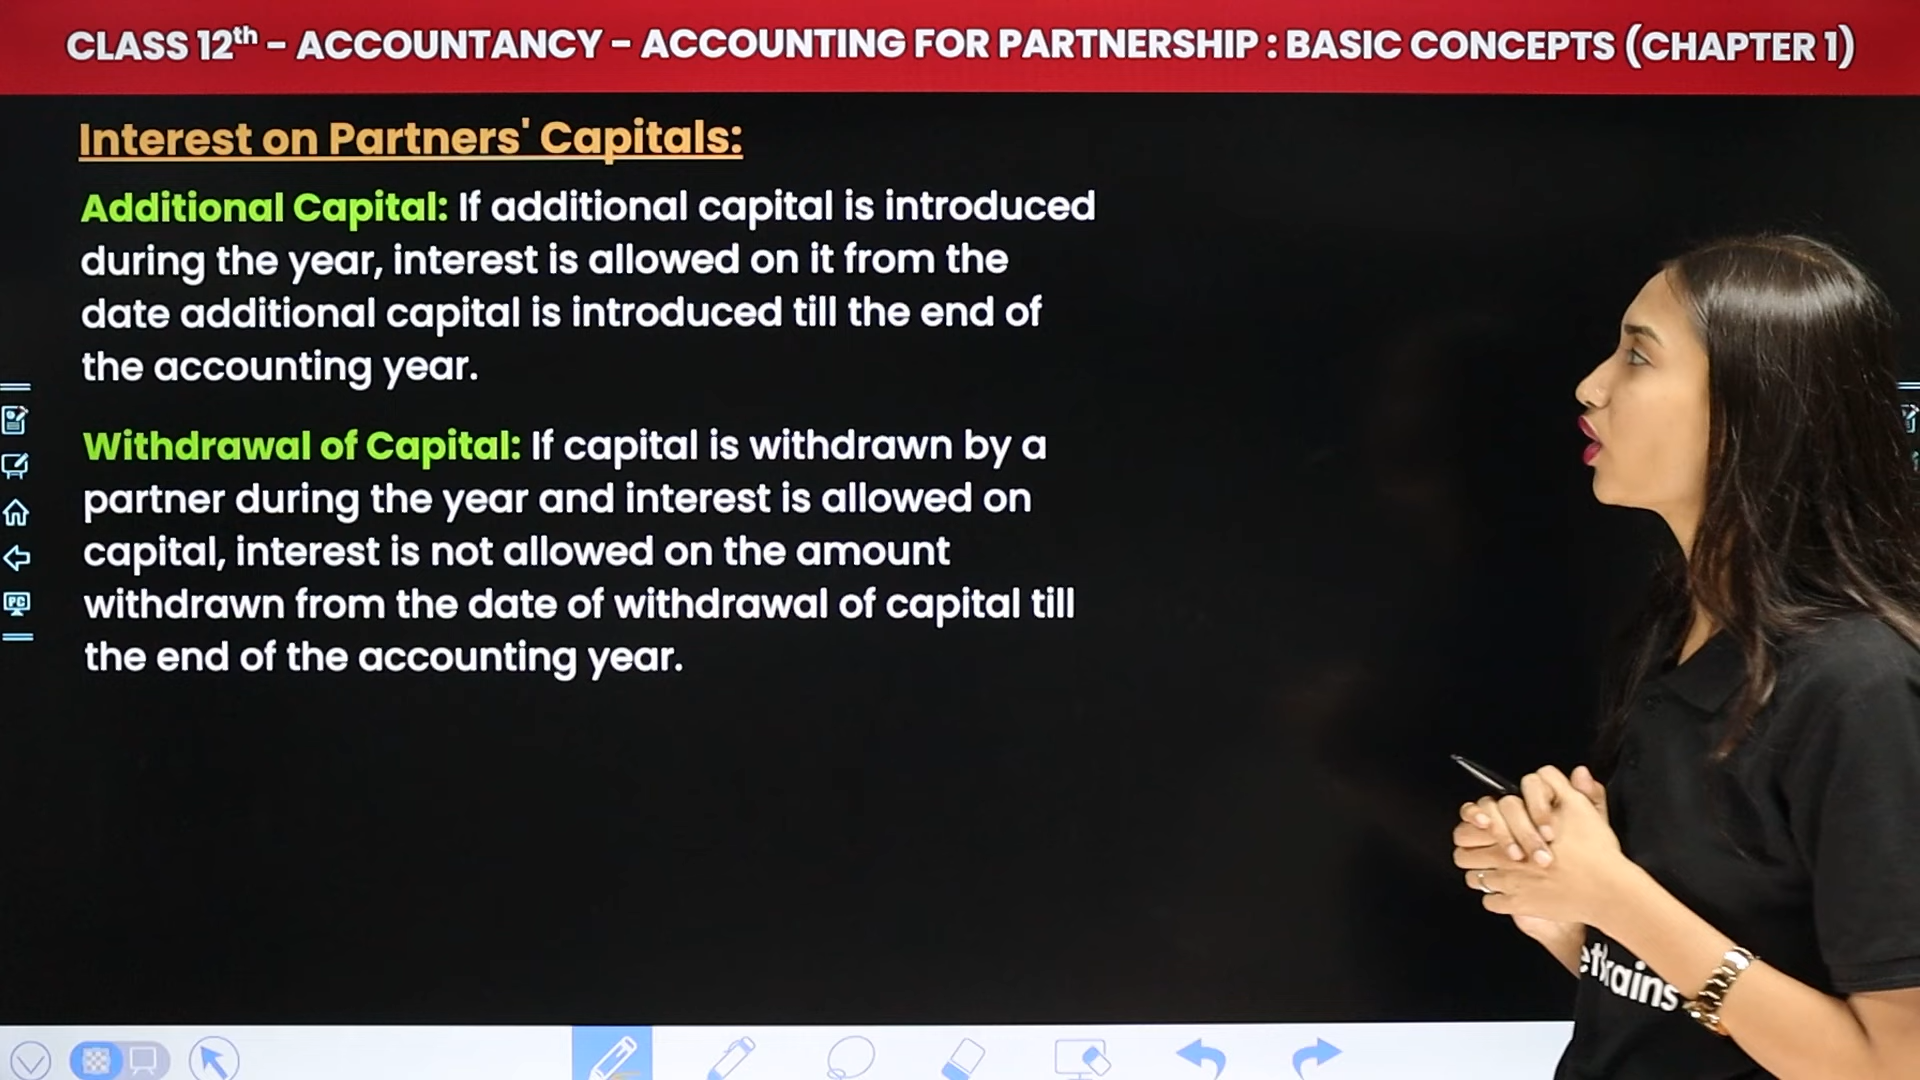 CLASS 12th - ACCOUNTANCY - ACCOUNTING FOR PARTNERSHIP : BASIC CONCEPTS (CHAPTER 1)
Interest on Partners' Capitals:
Additional Capital: If additional capital is introduced
during the year, interest is allowed on it from the
date additional capital is introduced till the end of
the accounting year.
Withdrawal of Capital: If capital is withdrawn by a
partner during the year and interest is allowed on
capital, interest is not allowed on the amount
withdrawn from the date of withdrawal of capital till
the end of the accounting year.
PC